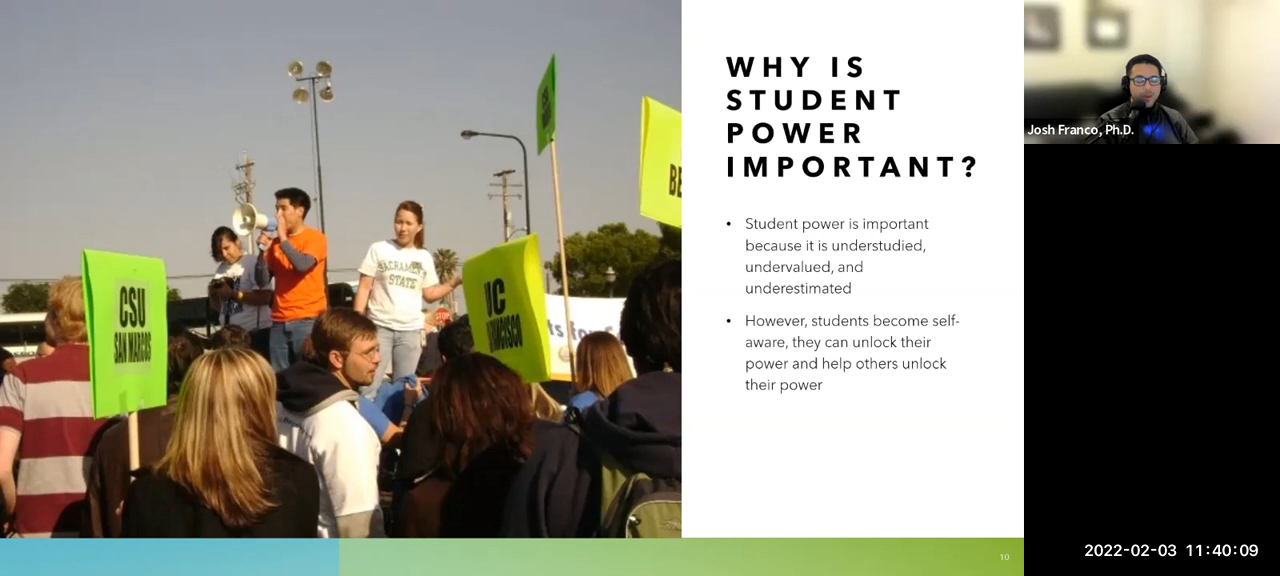 WHY IS
STUDENT
POWER
IMPORTANT?
• Student power is important
because it is understudied,
undervalued, and
underestimated
• However, students become self-
aware, they can unlock their
power and help others unlock
their power
CSU
SAN MARCOS
SACRAMENTO
STATE
UC
STOP
BE
10
Josh Franco, Ph.D.
2022-02-03 11:40:09